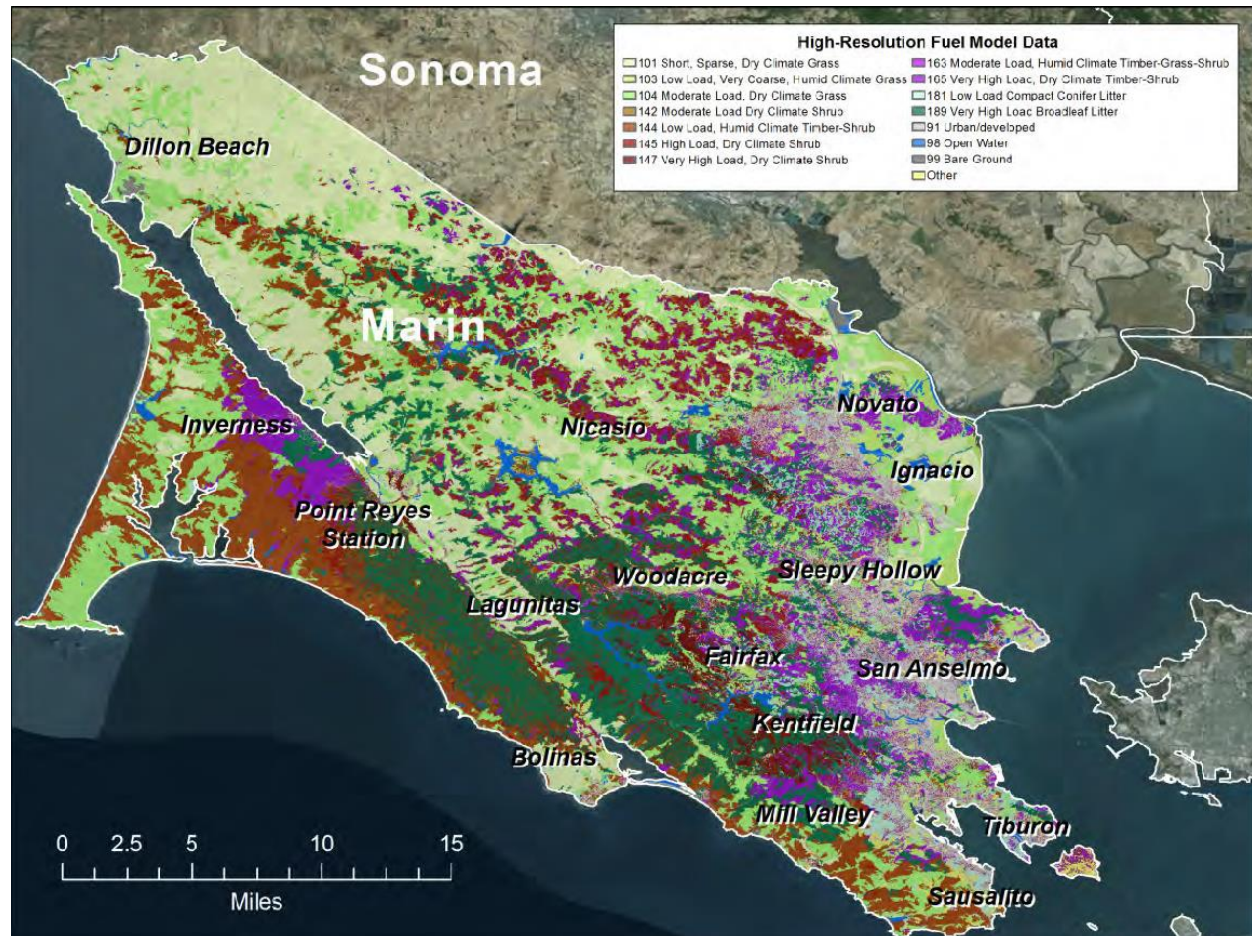 High-Resolution Fuel Model Data
101 Short, Sparse, Dry Climate Grass
103 Low Load, Very Coarse, Humid Climate Grass
104 Moderate Load, Dry Climate Grass
142 Moderate Load Dry Climate Shrub
144 Low Load, Humid Climate Timber-Shrub
145 High Load, Dry Climate Shrub
147 Very High Load, Dry Climate Shrub
163 Moderate Load, Humid Climate Timber-Grass-Shrub
165 Very High Load, Dry Climate Timber-Shrub
181 Low Load Compact Conifer Litter
189 Very High Load Broadleaf Litter
91 Urban/developed
98 Open Water
99 Bare Ground
Other
Sonoma
Dillon Beach
Marin
Novato
Inverness
Nicasio
Ignacio
Point Reyes
Station
Woodacre
Sleepy Hollow
Lagunitas
Fairfax
San Anselmo
Kentfield
Bolinas
Mill Valley
Tiburon
Sausalito
0 2.5 5 10 15
Miles